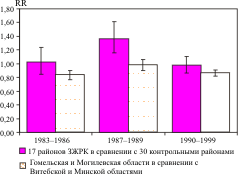 RR
1,80
1,60
1,40
1,20
1,00
0,80
0,60
0,40
0,20
0,00
1983–1986 1987–1989 1990–1999
17 районов ЗЖРК в сравнении с 30 контрольными районами
Гомельская и Могилевская области в сравнении с
Витебской и Минской областями